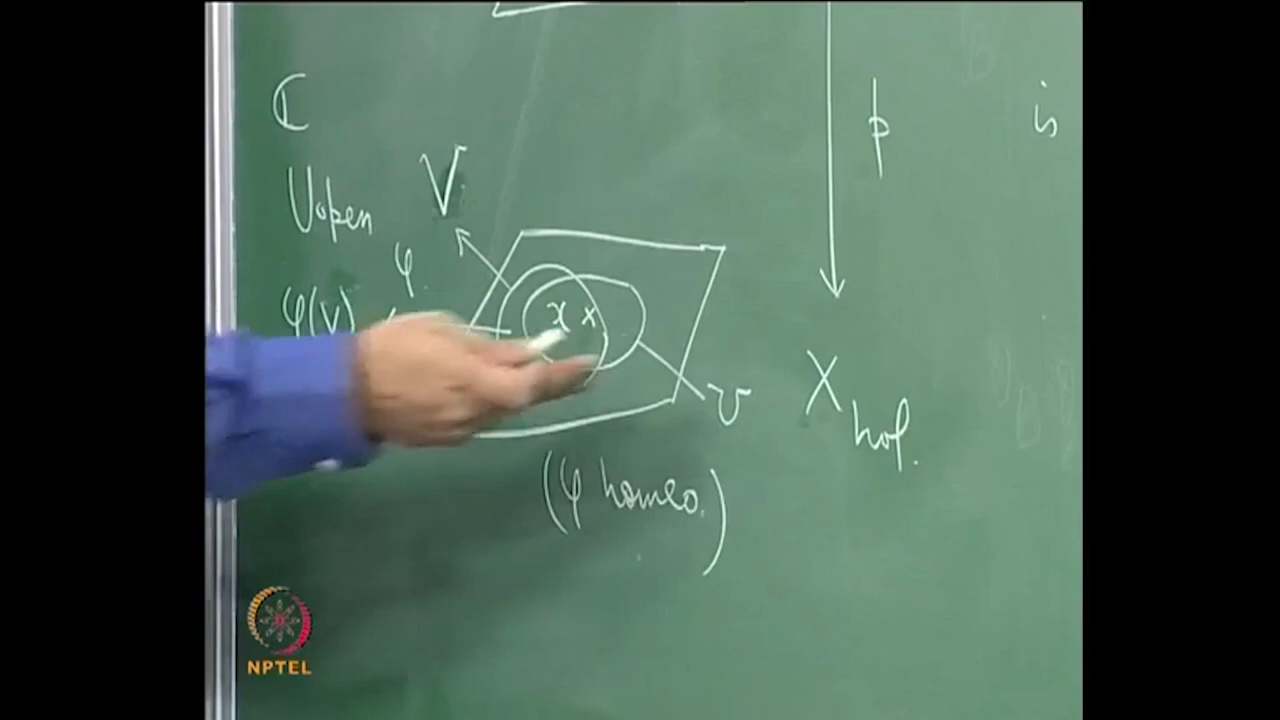 ℂ
p
is
V
U open
φ
φ(V)
x ×
U
X hol.
(φ homeo.)
NPTEL